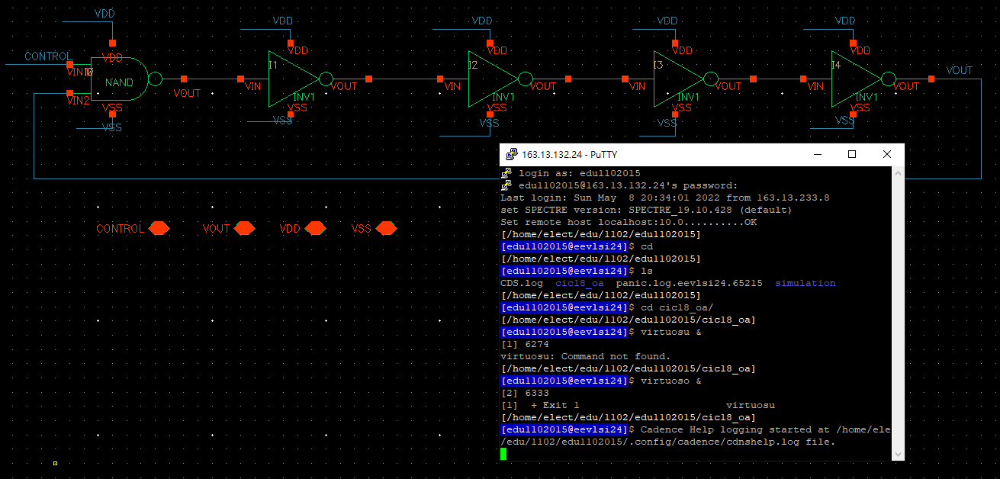 VDD VDD VDD VDD VDD
VDD VDD VDD VDD
CONTROL VDD
VIN1 I1 I2 I3 I4 VOUT
NAND
VIN VOUT VIN VOUT VIN VOUT VIN VOUT
VOUT
VIN2 INV1 INV1 INV1 INV1
VSS VSS VSS VSS VSS
VSS VSS VSS VSS VSS
163.13.132.24 - PuTTY
login as: edu1102015
edu1102015@163.13.132.24's password:
Last login: Sun May  8 20:34:01 2022 from 163.13.233.8
set SPECTRE version: SPECTRE_19.10.428 (default)
Set remote host localhost:10.0..........OK
CONTROL VOUT VDD VSS
[/home/elect/edu/1102/edu1102015]
[edu1102015@eevlsi24]$ cd
[/home/elect/edu/1102/edu1102015]
[edu1102015@eevlsi24]$ ls
CDS.log  cic18_oa  panic.log.eevlsi24.65215  simulation
[/home/elect/edu/1102/edu1102015]
[edu1102015@eevlsi24]$ cd cic18_oa/
[/home/elect/edu/1102/edu1102015/cic18_oa]
[edu1102015@eevlsi24]$ virtuosu &
[1] 6274
virtuosu: Command not found.
[/home/elect/edu/1102/edu1102015/cic18_oa]
[edu1102015@eevlsi24]$ virtuoso &
[2] 6333
[1]  + Exit 1                        virtuosu
[/home/elect/edu/1102/edu1102015/cic18_oa]
[edu1102015@eevlsi24]$ Cadence Help logging started at /home/ele
/edu/1102/edu1102015/.config/cadence/cdnshelp.log file.